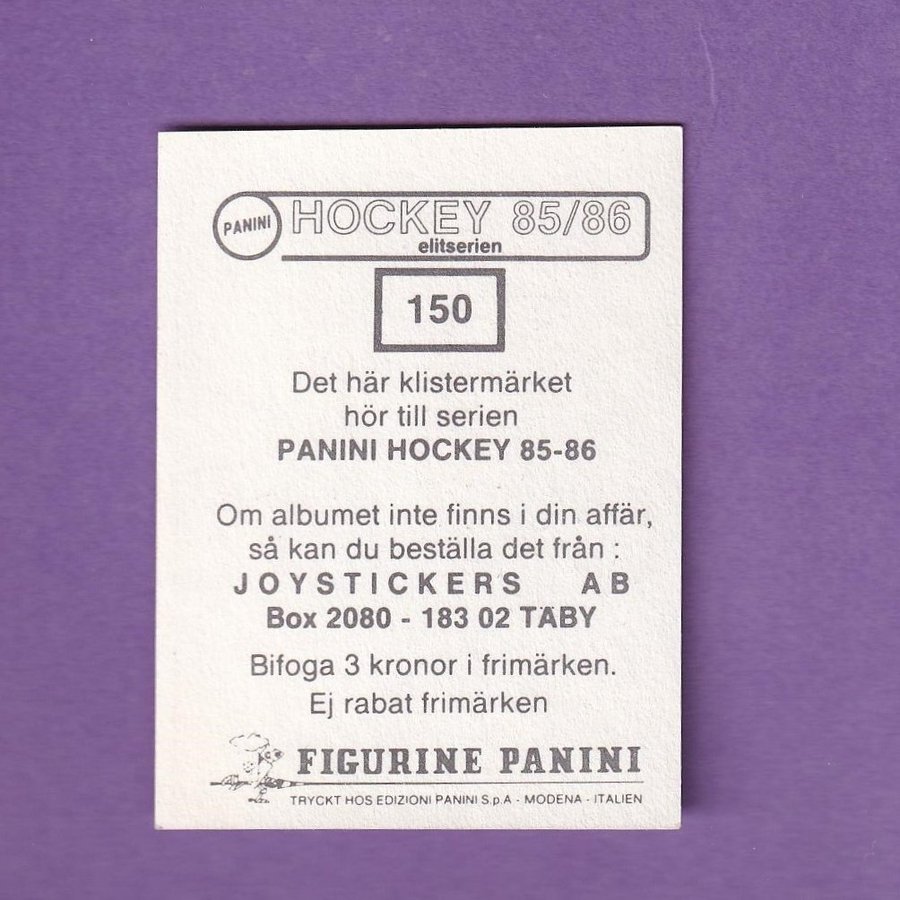 PANINI HOCKEY 85/86
elitserien
150
Det här klistermärket
hör till serien
PANINI HOCKEY 85-86
Om albumet inte finns i din affär,
så kan du beställa det från :
JOYSTICKERS AB
Box 2080 - 183 02 TÄBY
Bifoga 3 kronor i frimärken.
Ej rabat frimärken
FIGURINE PANINI
TRYCKT HOS EDIZIONI PANINI S.p.A - MODENA - ITALIEN